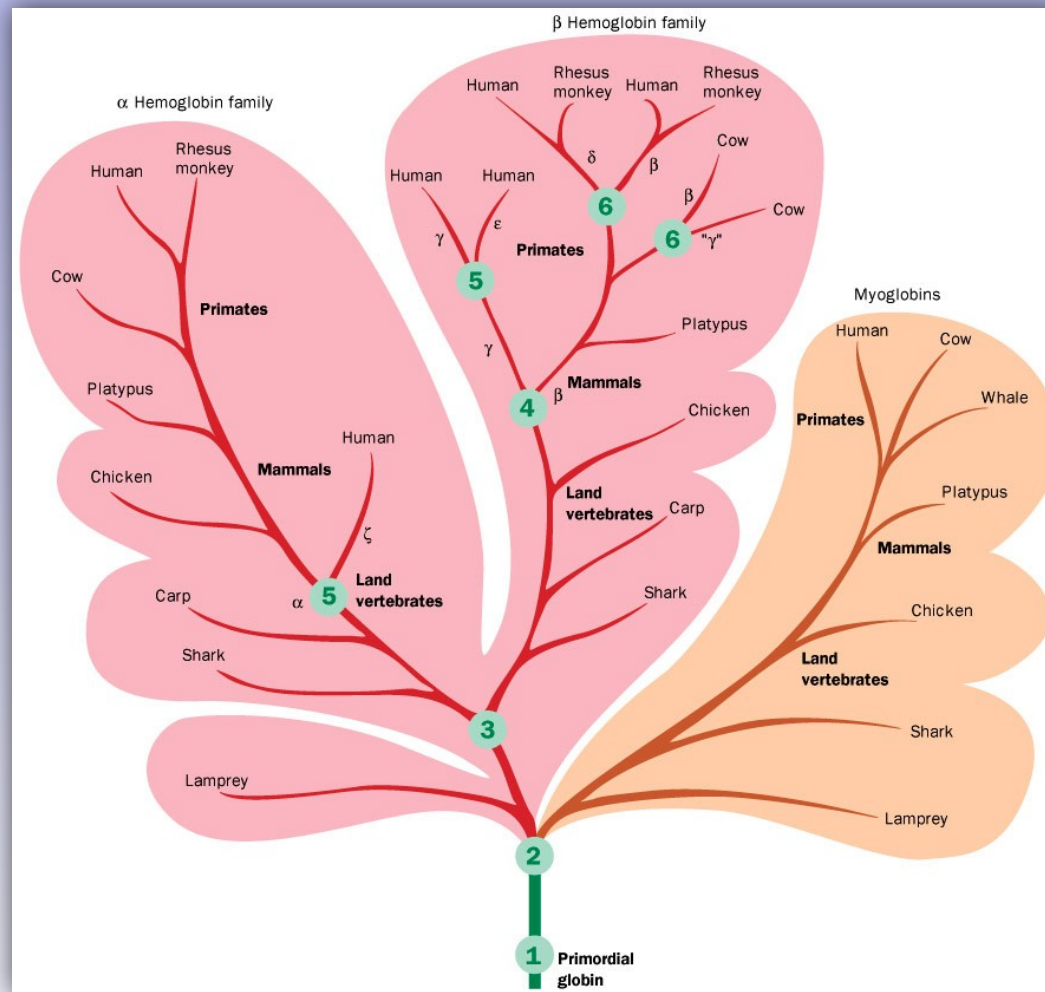 β Hemoglobin family
Human
Rhesus
monkey
Human
Rhesus
monkey
Cow
Cow
δ
β
β
"γ"
6
6
Human
Human
γ
ε
5
Primates
γ
Platypus
Mammals
4
β
Chicken
Land
vertebrates
Carp
Shark
α Hemoglobin family
Human
Rhesus
monkey
Cow
Primates
Platypus
Mammals
Human
Chicken
ζ
α
5
Land
vertebrates
Carp
Shark
3
Lamprey
Myoglobins
Human
Cow
Whale
Primates
Platypus
Mammals
Chicken
Land
vertebrates
Shark
Lamprey
2
1
Primordial
globin